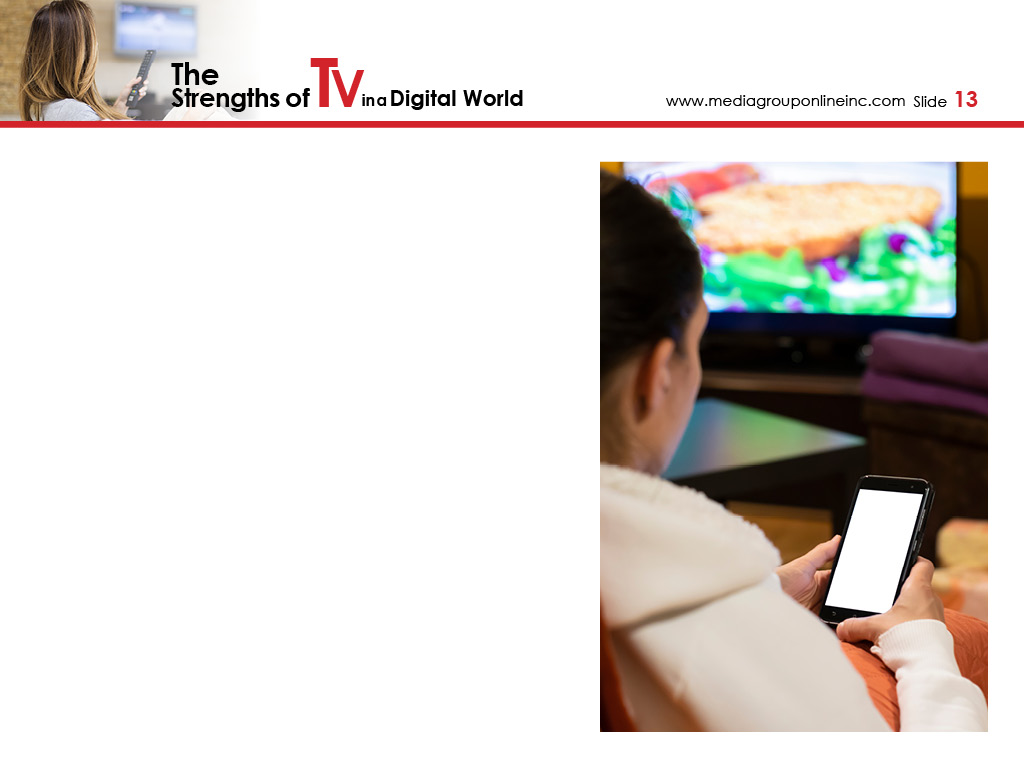 The
Strengths of TV in a Digital World
www.mediagrouponlineinc.com Slide 13